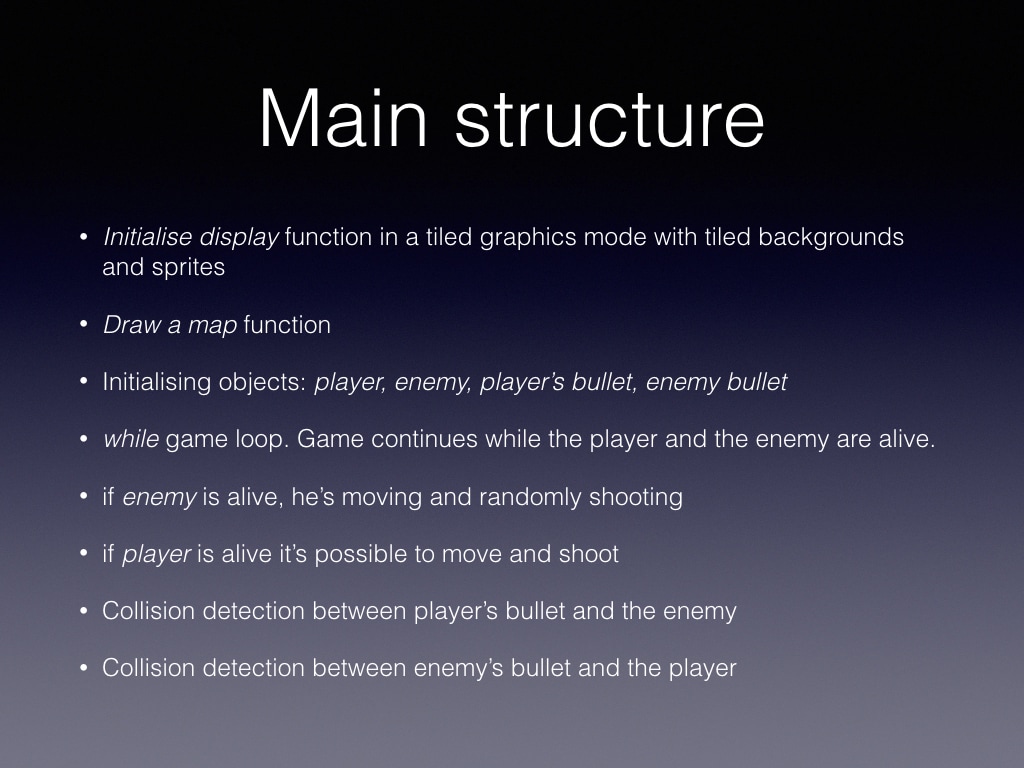 Main structure
• Initialise display function in a tiled graphics mode with tiled backgrounds
and sprites
• Draw a map function
• Initialising objects: player, enemy, player’s bullet, enemy bullet
• while game loop. Game continues while the player and the enemy are alive.
• if enemy is alive, he’s moving and randomly shooting
• if player is alive it’s possible to move and shoot
• Collision detection between player’s bullet and the enemy
• Collision detection between enemy’s bullet and the player